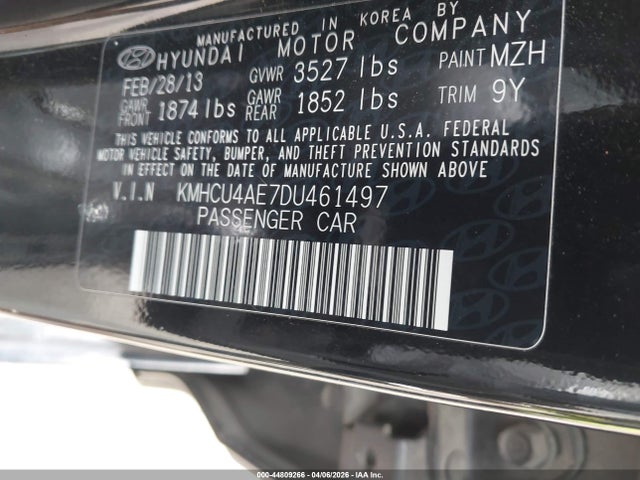 MANUFACTURED IN KOREA BY
HYUNDAI MOTOR COMPANY
FEB/28/13 GVWR 3527 lbs PAINT MZH
GAWR FRONT 1874 lbs GAWR REAR 1852 lbs TRIM 9Y
THIS VEHICLE CONFORMS TO ALL APPLICABLE U.S.A. FEDERAL
MOTOR VEHICLE SAFETY, BUMPER, AND THEFT PREVENTION STANDARDS
IN EFFECT ON THE DATE OF MANUFACTURE SHOWN ABOVE
V.I.N KMHCU4AE7DU461497
PASSENGER CAR
000-44809266 - 04/06/2026 - IAA Inc.